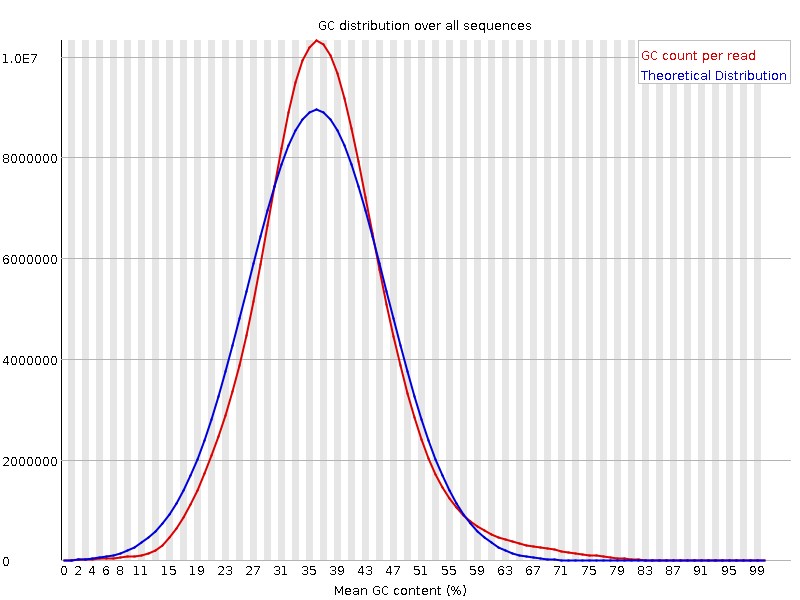 GC distribution over all sequences
GC count per read
Theoretical Distribution
1.0E7
8000000
6000000
4000000
2000000
0
0 2 4 6 8 11 15 19 23 27 31 35 39 43 47 51 55 59 63 67 71 75 79 83 87 91 95 99
Mean GC content (%)